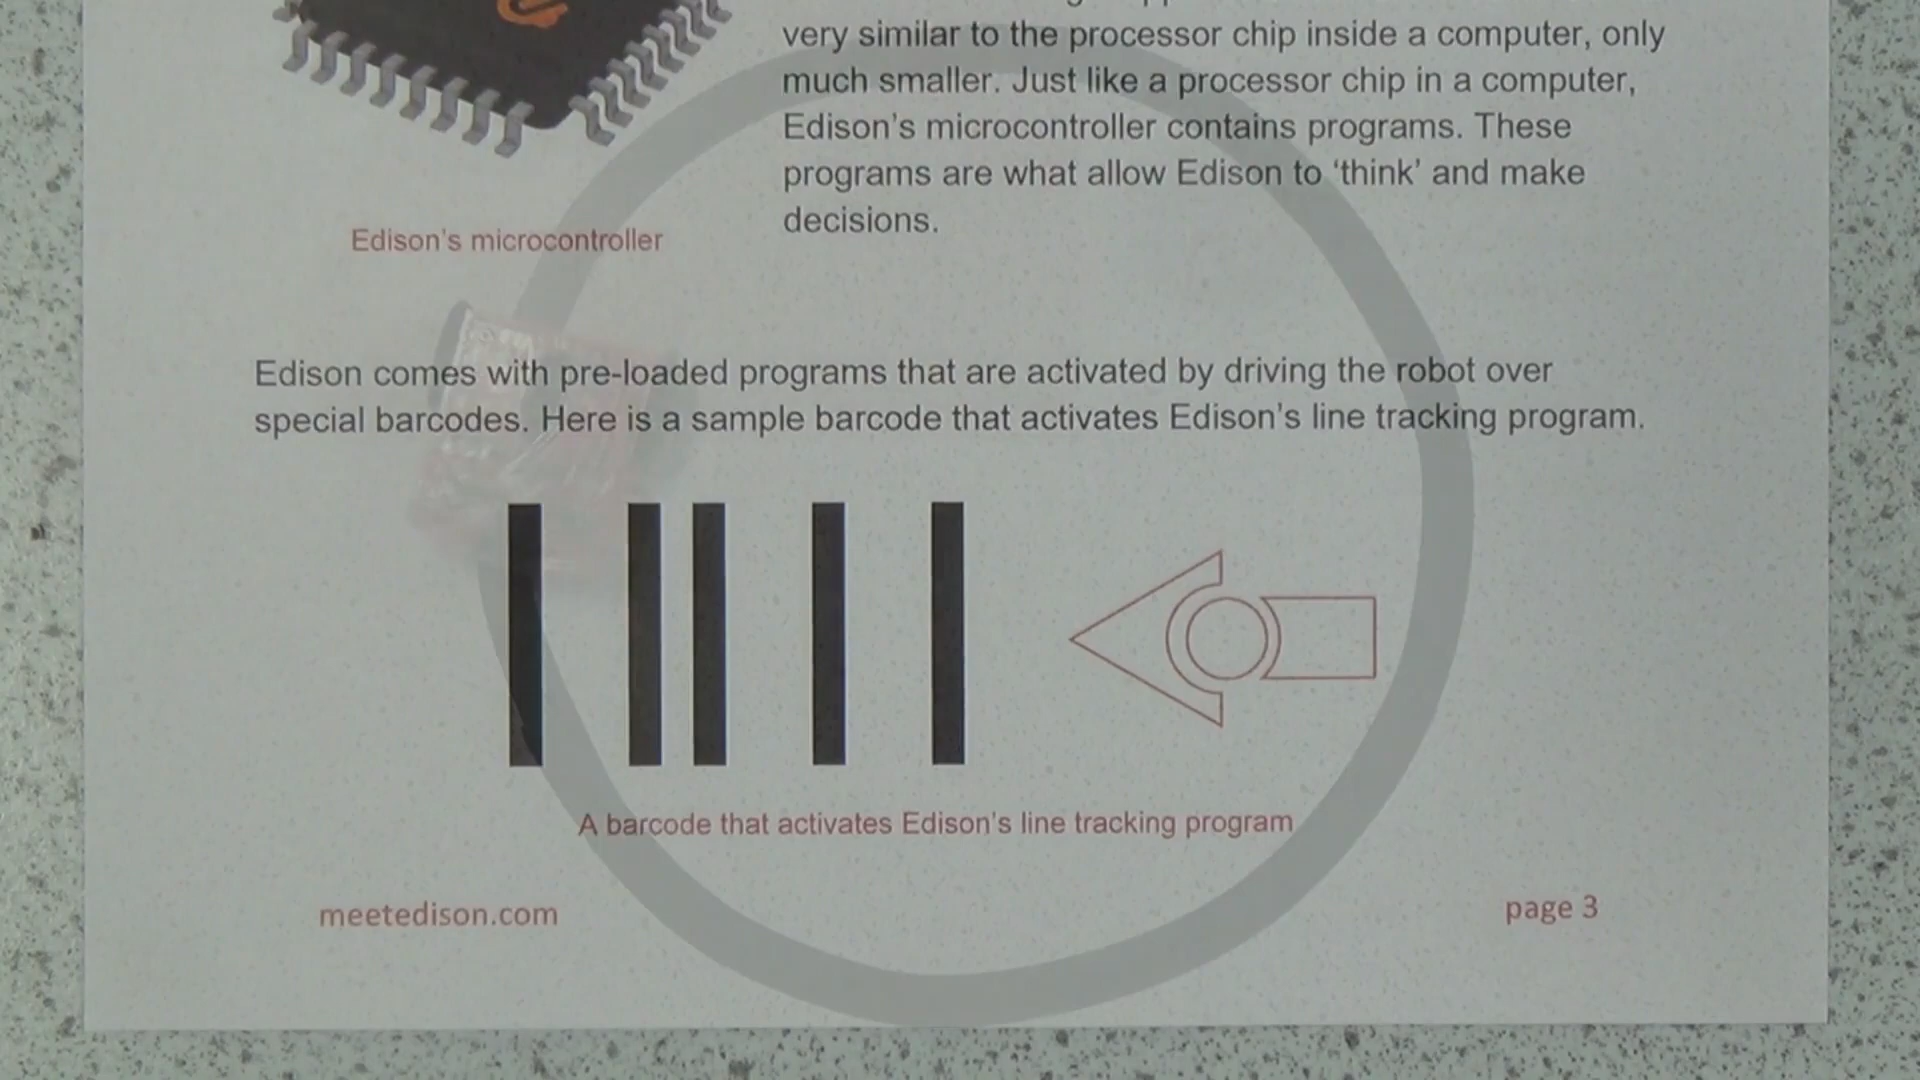 very similar to the processor chip inside a computer, only
much smaller. Just like a processor chip in a computer,
Edison's microcontroller contains programs. These
programs are what allow Edison to ‘think’ and make
decisions.
Edison's microcontroller
Edison comes with pre-loaded programs that are activated by driving the robot over
special barcodes. Here is a sample barcode that activates Edison's line tracking program.
A barcode that activates Edison's line tracking program
meetedison.com
page 3